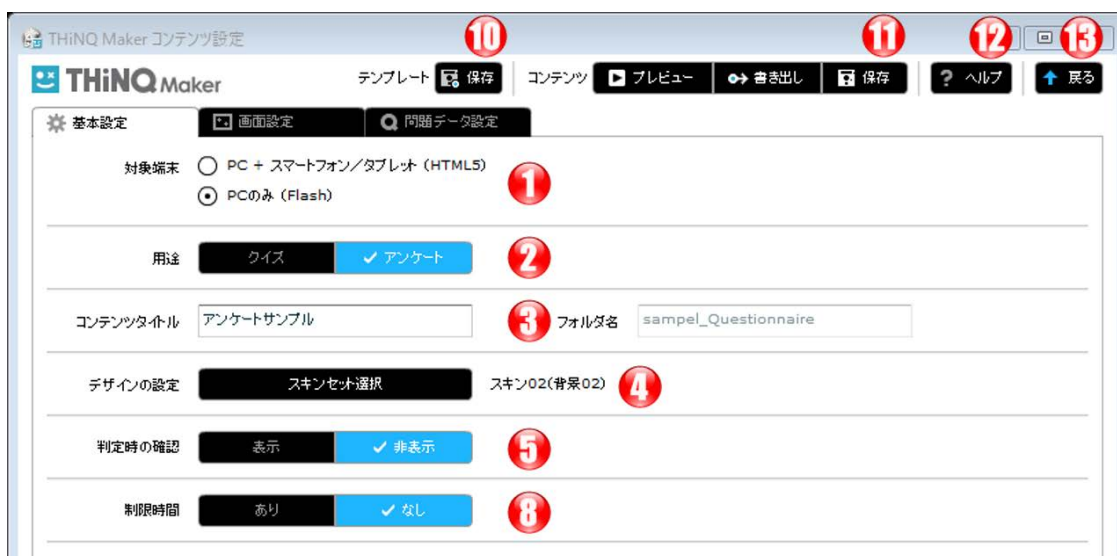 THiNQ Maker コンテンツ設定 10 11 12 13
THiNQ Maker テンプレート 保存 コンテンツ プレビュー 書き出し 保存 ? ヘルプ 戻る
基本設定 画面設定 問題データ設定
対象端末 PC + スマートフォン/タブレット (HTML5)
PCのみ (Flash) 1
用途 クイズ アンケート 2
コンテンツタイトル アンケートサンプル 3 フォルダ名 sampel_Questionnaire
デザインの設定 スキンセット選択 スキン02(背景02) 4
判定時の確認 表示 非表示 5
制限時間 あり なし 8